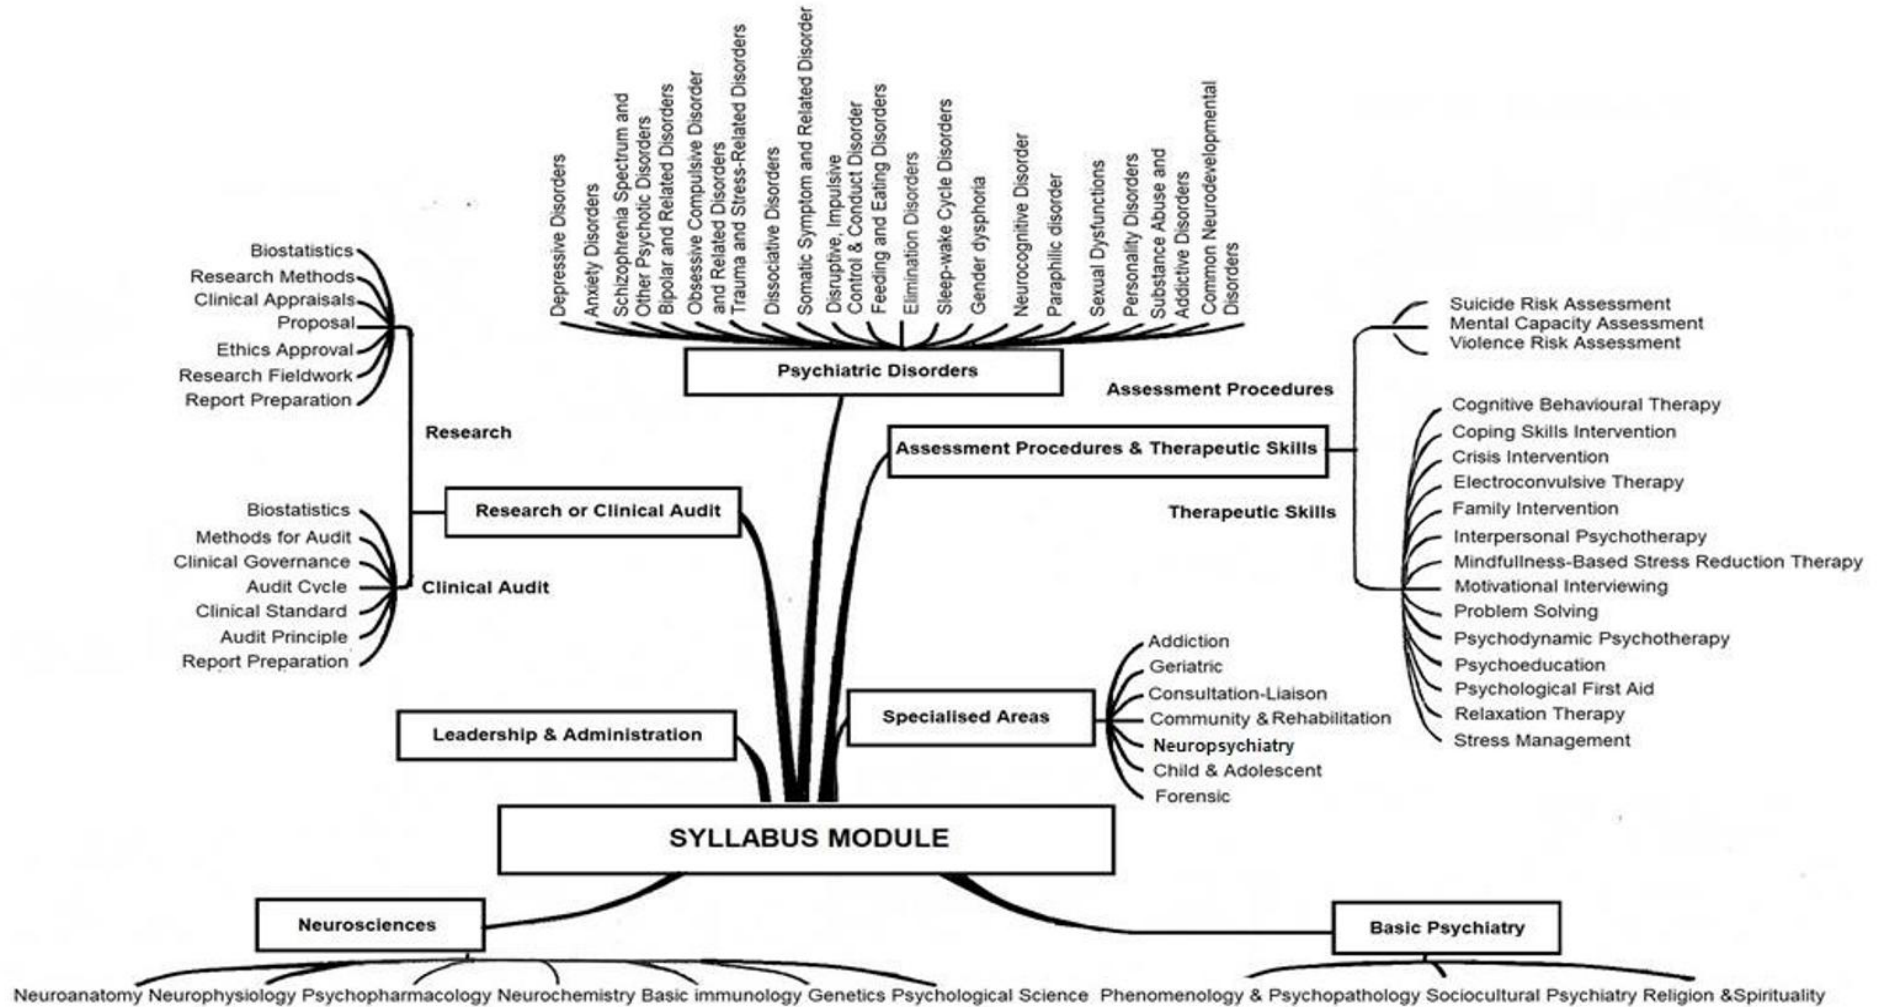 Depressive Disorders
Anxiety Disorders
Schizophrenia Spectrum and
Other Psychotic Disorders
Bipolar and Related Disorders
Obsessive Compulsive Disorder
and Related Disorders
Trauma and Stress-Related Disorders
Dissociative Disorders
Somatic Symptom and Related Disorder
Disruptive, Impulsive
Control & Conduct Disorder
Feeding and Eating Disorders
Elimination Disorders
Sleep-wake Cycle Disorders
Gender dysphoria
Neurocognitive Disorder
Paraphilic disorder
Sexual Dysfunctions
Personality Disorders
Substance Abuse and
Addictive Disorders
Common Neurodevelopmental
Disorders
Psychiatric Disorders
Biostatistics
Research Methods
Clinical Appraisals
Proposal
Ethics Approval
Research Fieldwork
Report Preparation
Research
Research or Clinical Audit
Biostatistics
Methods for Audit
Clinical Governance
Audit Cycle
Clinical Standard
Audit Principle
Report Preparation
Clinical Audit
Assessment Procedures
Suicide Risk Assessment
Mental Capacity Assessment
Violence Risk Assessment
Assessment Procedures & Therapeutic Skills
Therapeutic Skills
Cognitive Behavioural Therapy
Coping Skills Intervention
Crisis Intervention
Electroconvulsive Therapy
Family Intervention
Interpersonal Psychotherapy
Mindfullness-Based Stress Reduction Therapy
Motivational Interviewing
Problem Solving
Psychodynamic Psychotherapy
Psychoeducation
Psychological First Aid
Relaxation Therapy
Stress Management
Leadership & Administration
Specialised Areas
Addiction
Geriatric
Consultation-Liaison
Community & Rehabilitation
Neuropsychiatry
Child & Adolescent
Forensic
SYLLABUS MODULE
Neurosciences
Basic Psychiatry
Neuroanatomy Neurophysiology Psychopharmacology Neurochemistry Basic immunology Genetics Psychological Science
Phenomenology & Psychopathology Sociocultural Psychiatry Religion &Spirituality